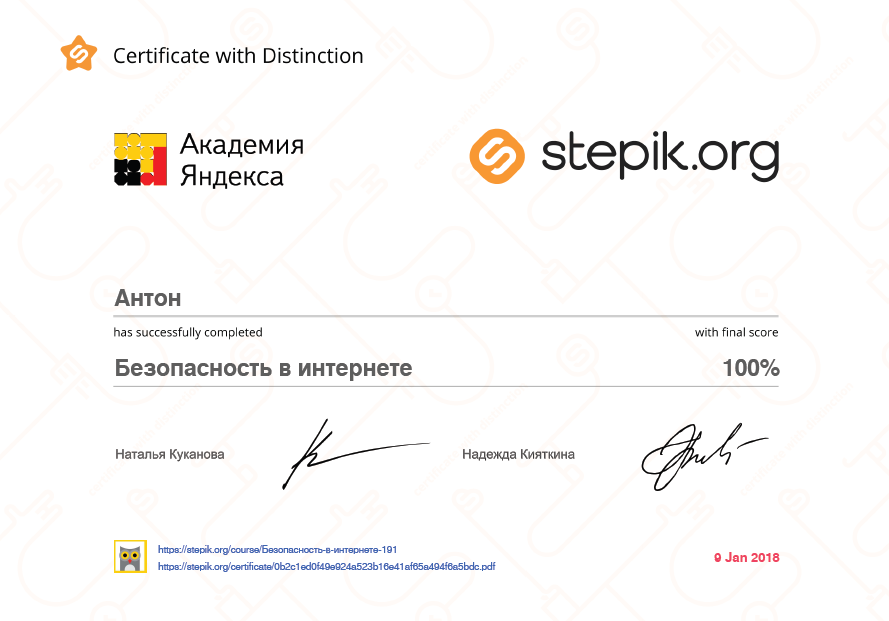 Certificate with Distinction
Академия
Яндекса
stepik.org
Антон
has successfully completed
with final score
Безопасность в интернете
100%
Наталья Куканова
Надежда Кияткина
https://stepik.org/course/Безопасность-в-интернете-191
https://stepik.org/certificate/0b2c1ed0f49e924a523b16e41af65a494f6a5bdc.pdf
9 Jan 2018